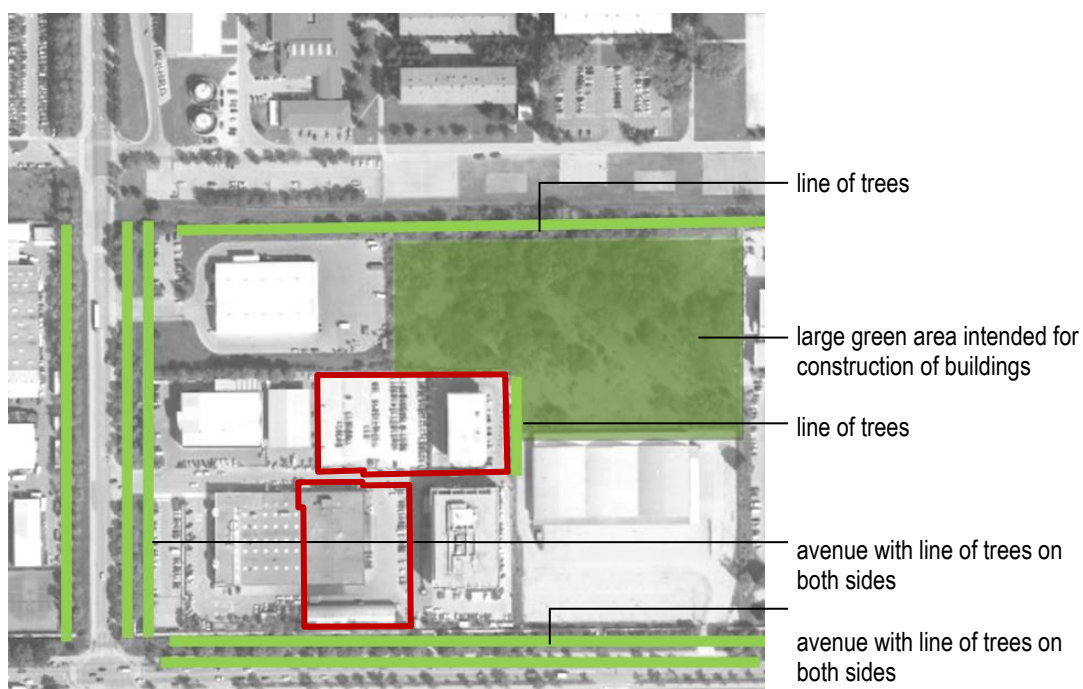 line of trees
large green area intended for
construction of buildings
line of trees
avenue with line of trees on
both sides
avenue with line of trees on
both sides